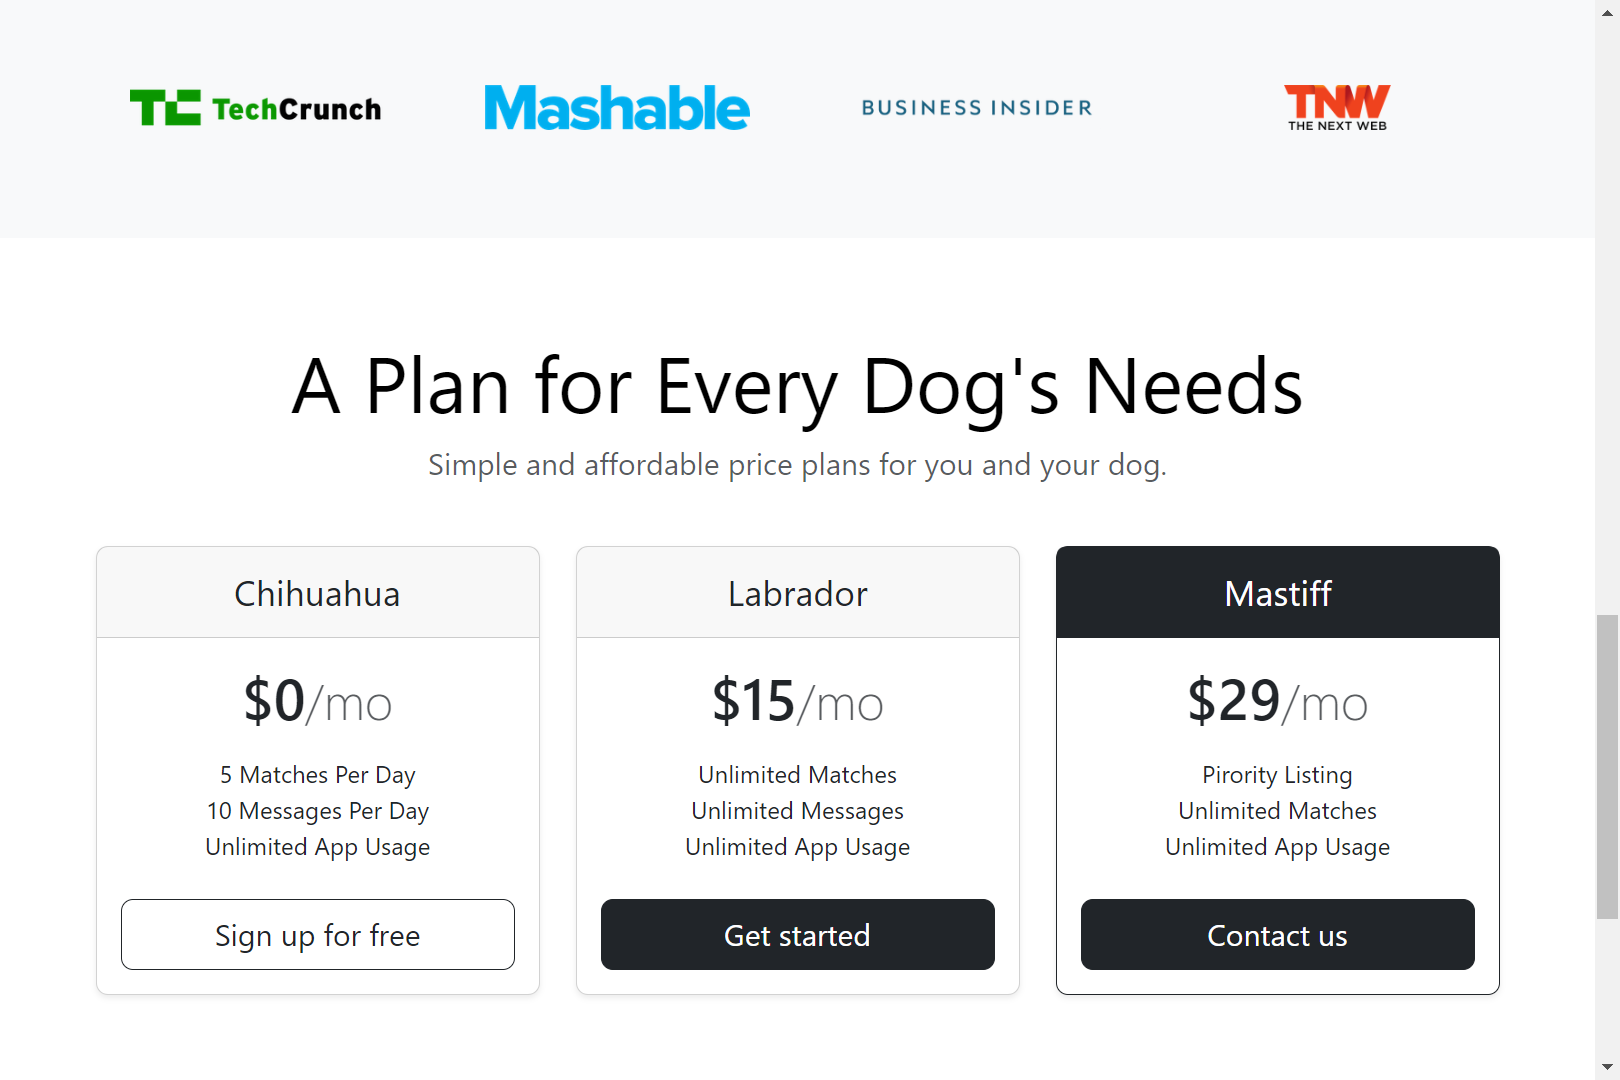 TC TechCrunch
Mashable
BUSINESS INSIDER
TNW
THE NEXT WEB
A Plan for Every Dog's Needs
Simple and affordable price plans for you and your dog.
Chihuahua
$0/mo
5 Matches Per Day
10 Messages Per Day
Unlimited App Usage
Sign up for free
Labrador
$15/mo
Unlimited Matches
Unlimited Messages
Unlimited App Usage
Get started
Mastiff
$29/mo
Pirority Listing
Unlimited Matches
Unlimited App Usage
Contact us